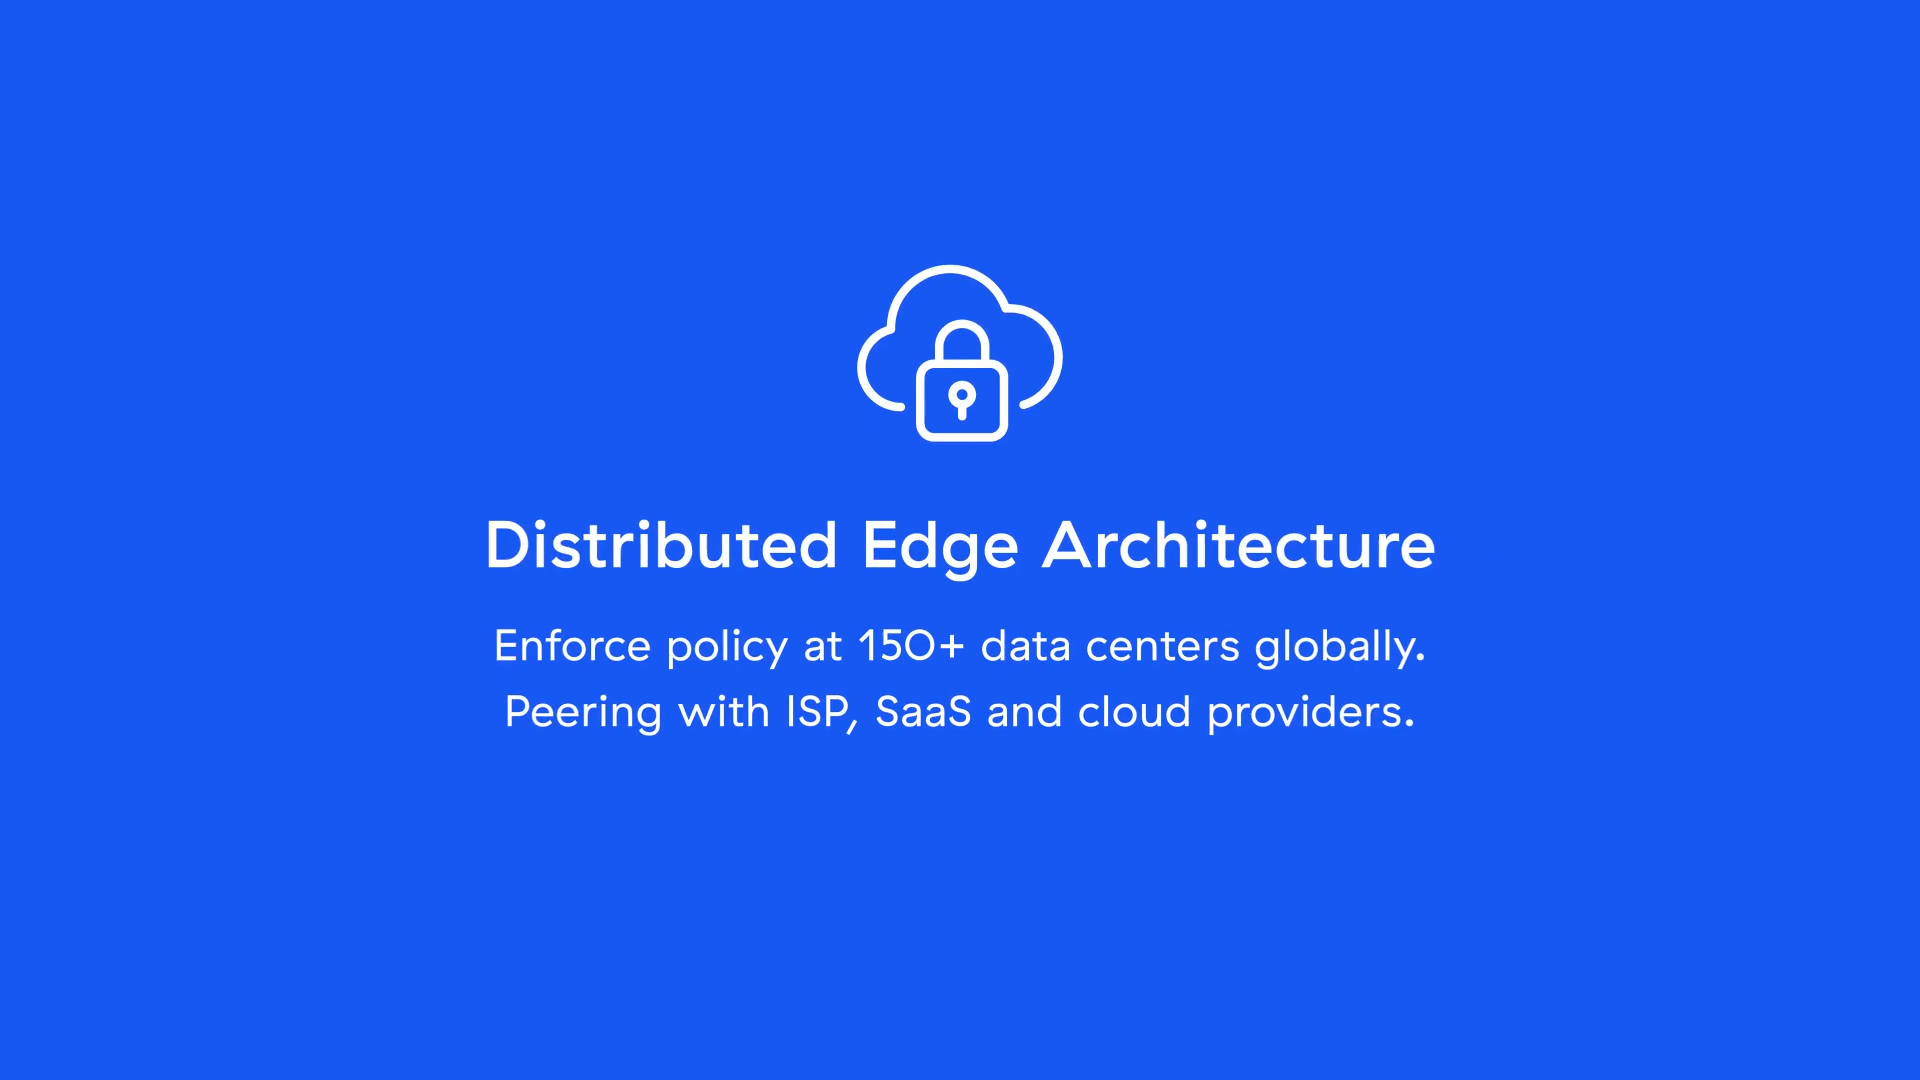 Distributed Edge Architecture
Enforce policy at 150+ data centers globally.
Peering with ISP, SaaS and cloud providers.